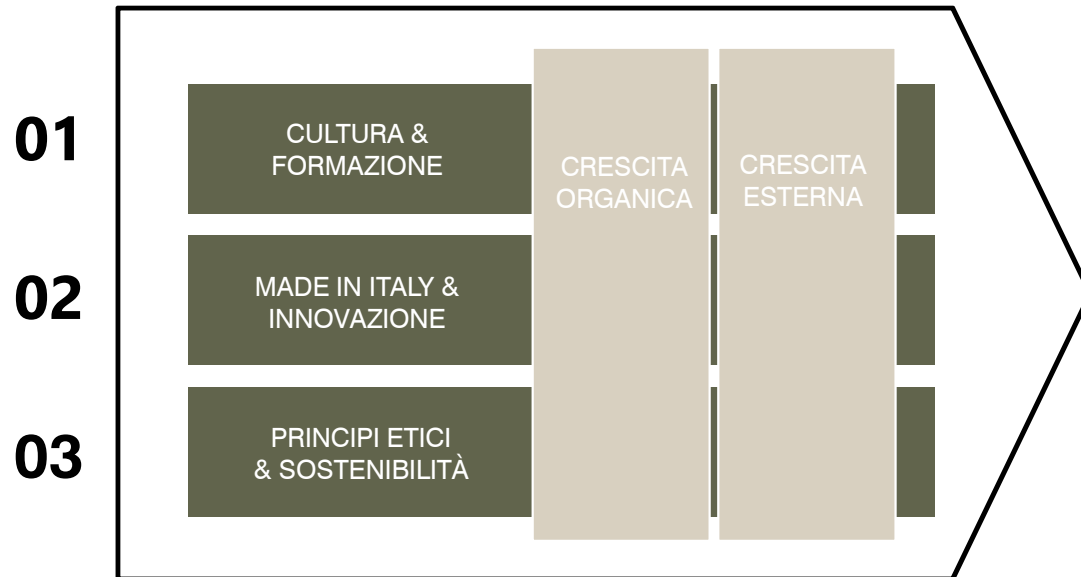 01
CULTURA &
FORMAZIONE
CRESCITA
ORGANICA
CRESCITA
ESTERNA
02
MADE IN ITALY &
INNOVAZIONE
03
PRINCIPI ETICI
& SOSTENIBILITÀ